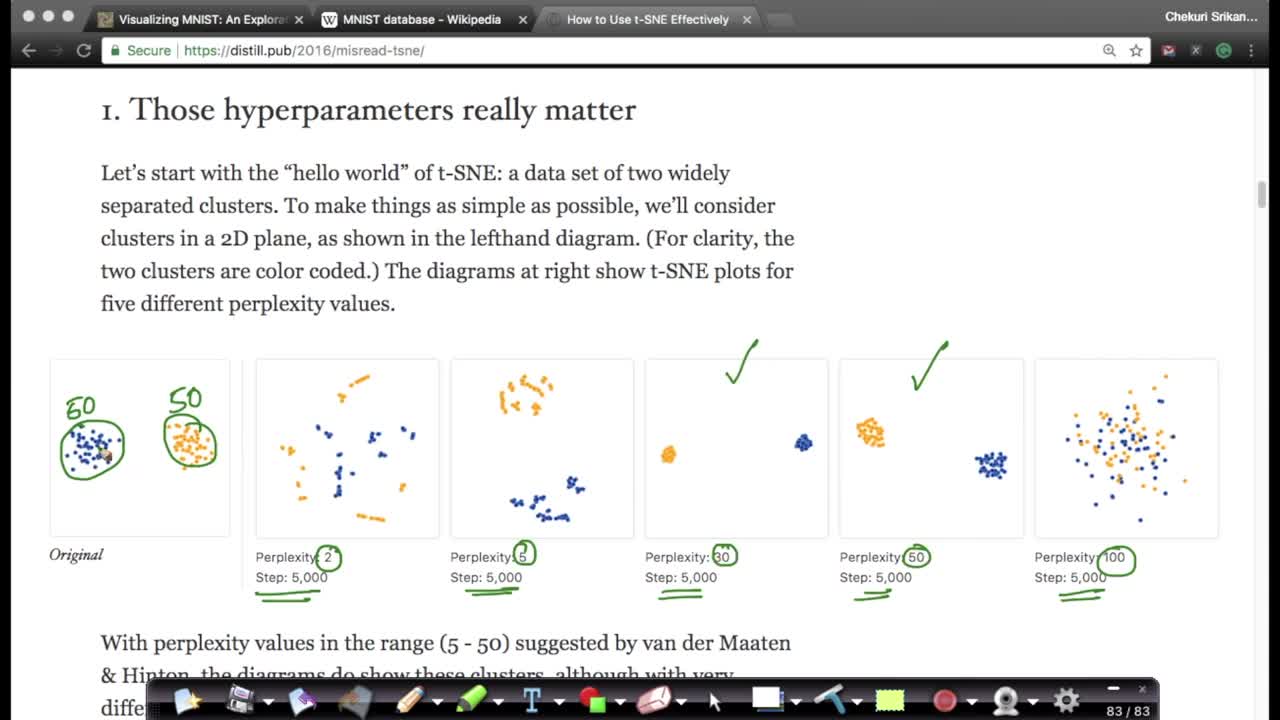 Visualizing MNIST: An Explorat
MNIST database - Wikipedia
How to Use t-SNE Effectively
Chekuri Srikan...
Secure
https://distill.pub/2016/misread-tsne/
1. Those hyperparameters really matter
Let's start with the “hello world” of t-SNE: a data set of two widely
separated clusters. To make things as simple as possible, we'll consider
clusters in a 2D plane, as shown in the lefthand diagram. (For clarity, the
two clusters are color coded.) The diagrams at right show t-SNE plots for
five different perplexity values.
50
50
Original
Perplexity: 2
Step: 5,000
Perplexity: 5
Step: 5,000
Perplexity: 30
Step: 5,000
Perplexity: 50
Step: 5,000
Perplexity: 100
Step: 5,000
With perplexity values in the range (5 - 50) suggested by van der Maaten
& Hinton, the diagrams do show these clusters, although with very
diffe
83 / 83